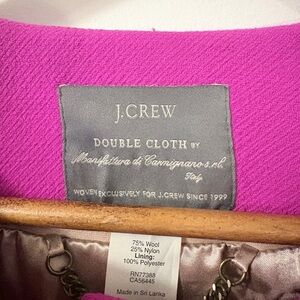 J.CREW
DOUBLE CLOTH BY
Manifattura di Carmignano s.rl.
Italy
WOVEN EXCLUSIVELY FOR J.CREW SINCE 1999
75% Wool
25% Nylon
Lining:
100% Polyester
RN77388
CA56445
Made in Sri Lanka